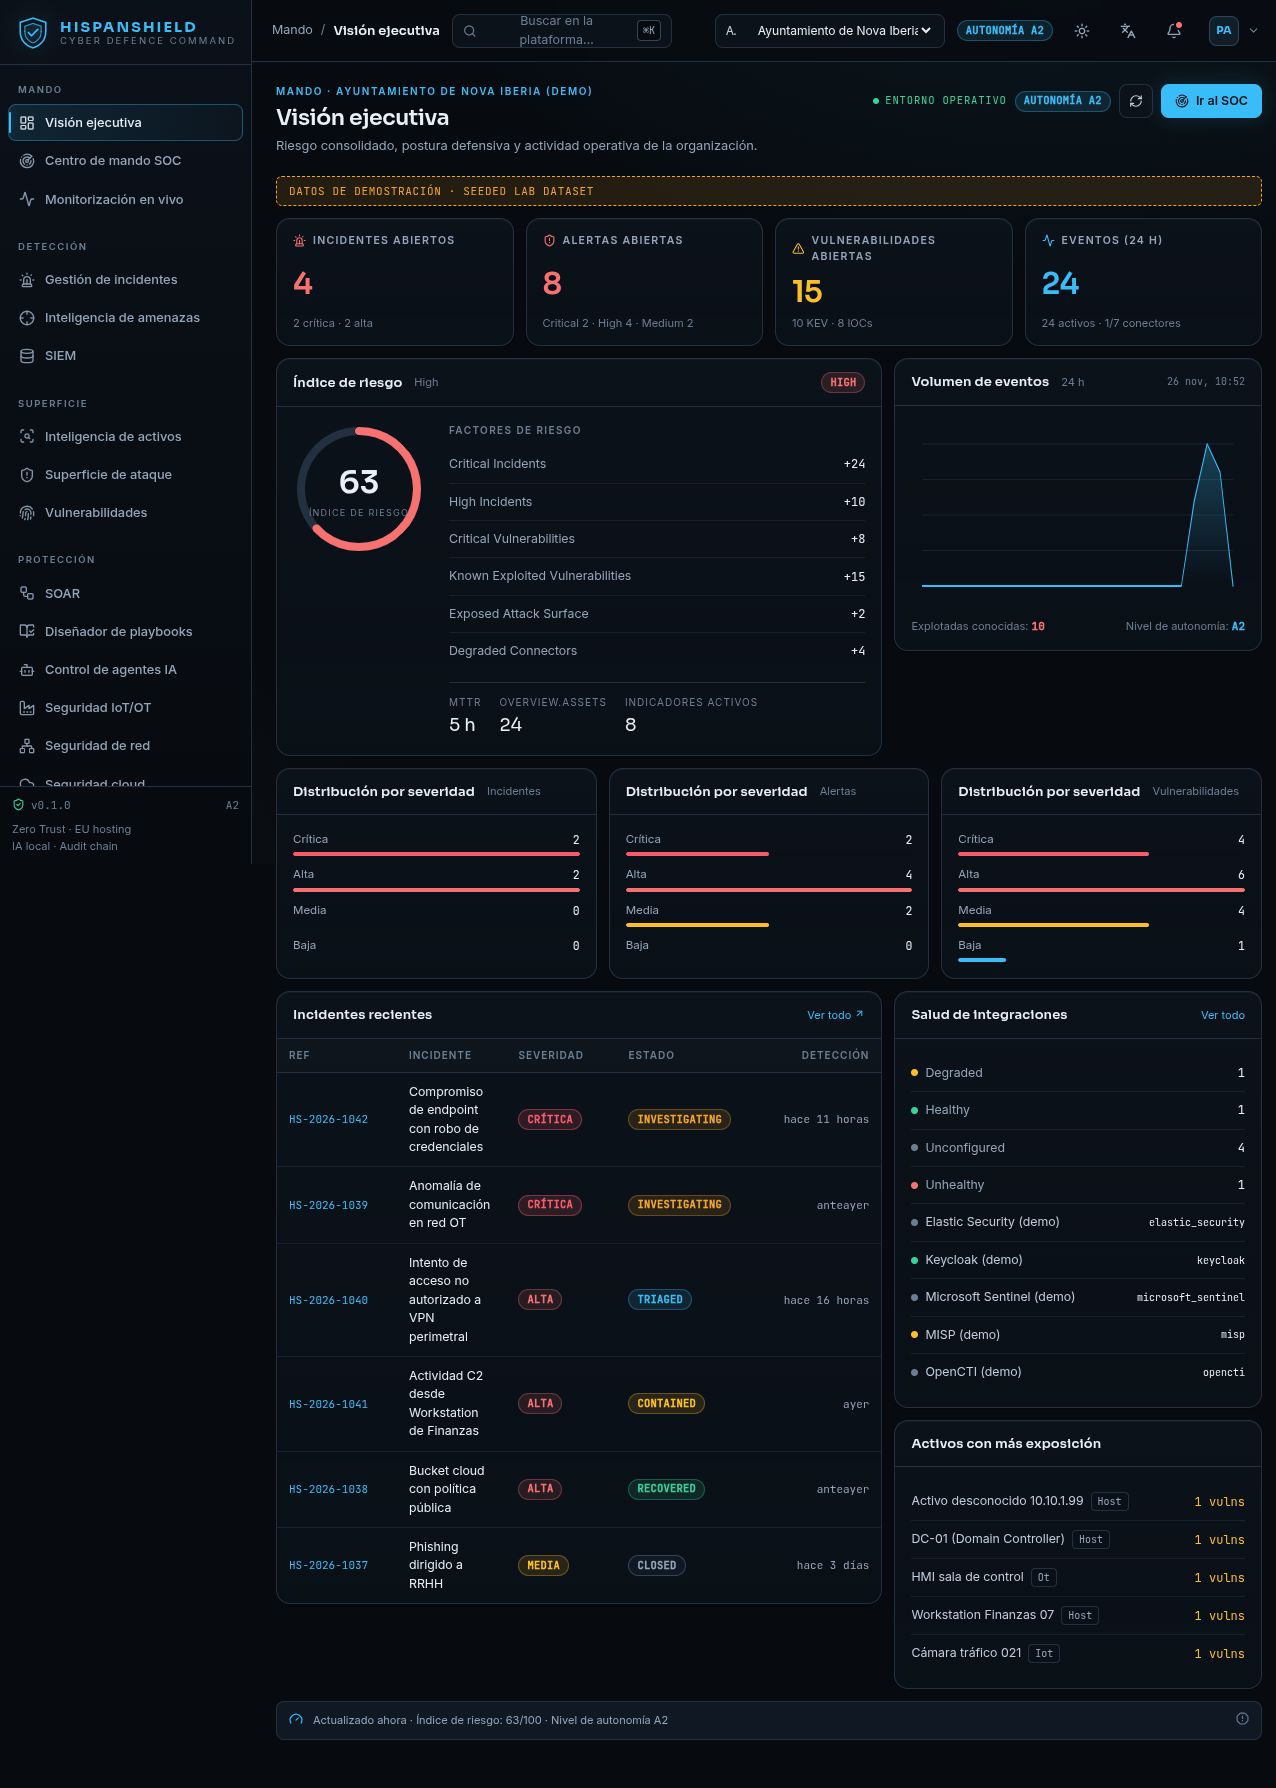 HISPANSHIELD
CYBER DEFENCE COMMAND
MANDO
Visión ejecutiva
Centro de mando SOC
Monitorización en vivo
DETECCIÓN
Gestión de incidentes
Inteligencia de amenazas
SIEM
SUPERFICIE
Inteligencia de activos
Superficie de ataque
Vulnerabilidades
PROTECCIÓN
SOAR
Diseñador de playbooks
Control de agentes IA
Seguridad IoT/OT
Seguridad de red
Seguridad cloud
v0.1.0 A2
Zero Trust · EU hosting
IA local · Audit chain
Mando / Visión ejecutiva
Buscar en la
plataforma... ⌘K
A. Ayuntamiento de Nova Iberia
AUTONOMÍA A2
PA
MANDO · AYUNTAMIENTO DE NOVA IBERIA (DEMO)
Visión ejecutiva
Riesgo consolidado, postura defensiva y actividad operativa de la organización.
ENTORNO OPERATIVO
AUTONOMÍA A2
Ir al SOC
DATOS DE DEMOSTRACIÓN · SEEDED LAB DATASET
INCIDENTES ABIERTOS
4
2 crítica · 2 alta
ALERTAS ABIERTAS
8
Critical 2 · High 4 · Medium 2
VULNERABILIDADES
ABIERTAS
15
10 KEV · 8 IOCs
EVENTOS (24 H)
24
24 activos · 1/7 conectores
Índice de riesgo High HIGH
63
ÍNDICE DE RIESGO
FACTORES DE RIESGO
Critical Incidents +24
High Incidents +10
Critical Vulnerabilities +8
Known Exploited Vulnerabilities +15
Exposed Attack Surface +2
Degraded Connectors +4
MTTR OVERVIEW.ASSETS INDICADORES ACTIVOS
5 h 24 8
Volumen de eventos 24 h 26 nov, 10:52
Explotadas conocidas: 10 Nivel de autonomía: A2
Distribución por severidad Incidentes
Crítica 2
Alta 2
Media 0
Baja 0
Distribución por severidad Alertas
Crítica 2
Alta 4
Media 2
Baja 0
Distribución por severidad Vulnerabilidades
Crítica 4
Alta 6
Media 4
Baja 1
Incidentes recientes Ver todo
REF INCIDENTE SEVERIDAD ESTADO DETECCIÓN
HS-2026-1042
Compromiso
de endpoint
con robo de
credenciales
CRÍTICA INVESTIGATING hace 11 horas
HS-2026-1039
Anomalía de
comunicación
en red OT
CRÍTICA INVESTIGATING anteayer
HS-2026-1040
Intento de
acceso no
autorizado a
VPN
perimetral
ALTA TRIAGED hace 16 horas
HS-2026-1041
Actividad C2
desde
Workstation
de Finanzas
ALTA CONTAINED ayer
HS-2026-1038
Bucket cloud
con política
pública
ALTA RECOVERED anteayer
HS-2026-1037
Phishing
dirigido a
RRHH
MEDIA CLOSED hace 3 días
Salud de integraciones Ver todo
Degraded 1
Healthy 1
Unconfigured 4
Unhealthy 1
Elastic Security (demo) elastic_security
Keycloak (demo) keycloak
Microsoft Sentinel (demo) microsoft_sentinel
MISP (demo) misp
OpenCTI (demo) opencti
Activos con más exposición
Activo desconocido 10.10.1.99 Host 1 vulns
DC-01 (Domain Controller) Host 1 vulns
HMI sala de control Ot 1 vulns
Workstation Finanzas 07 Host 1 vulns
Cámara tráfico 021 Iot 1 vulns
Actualizado ahora · Índice de riesgo: 63/100 · Nivel de autonomía A2